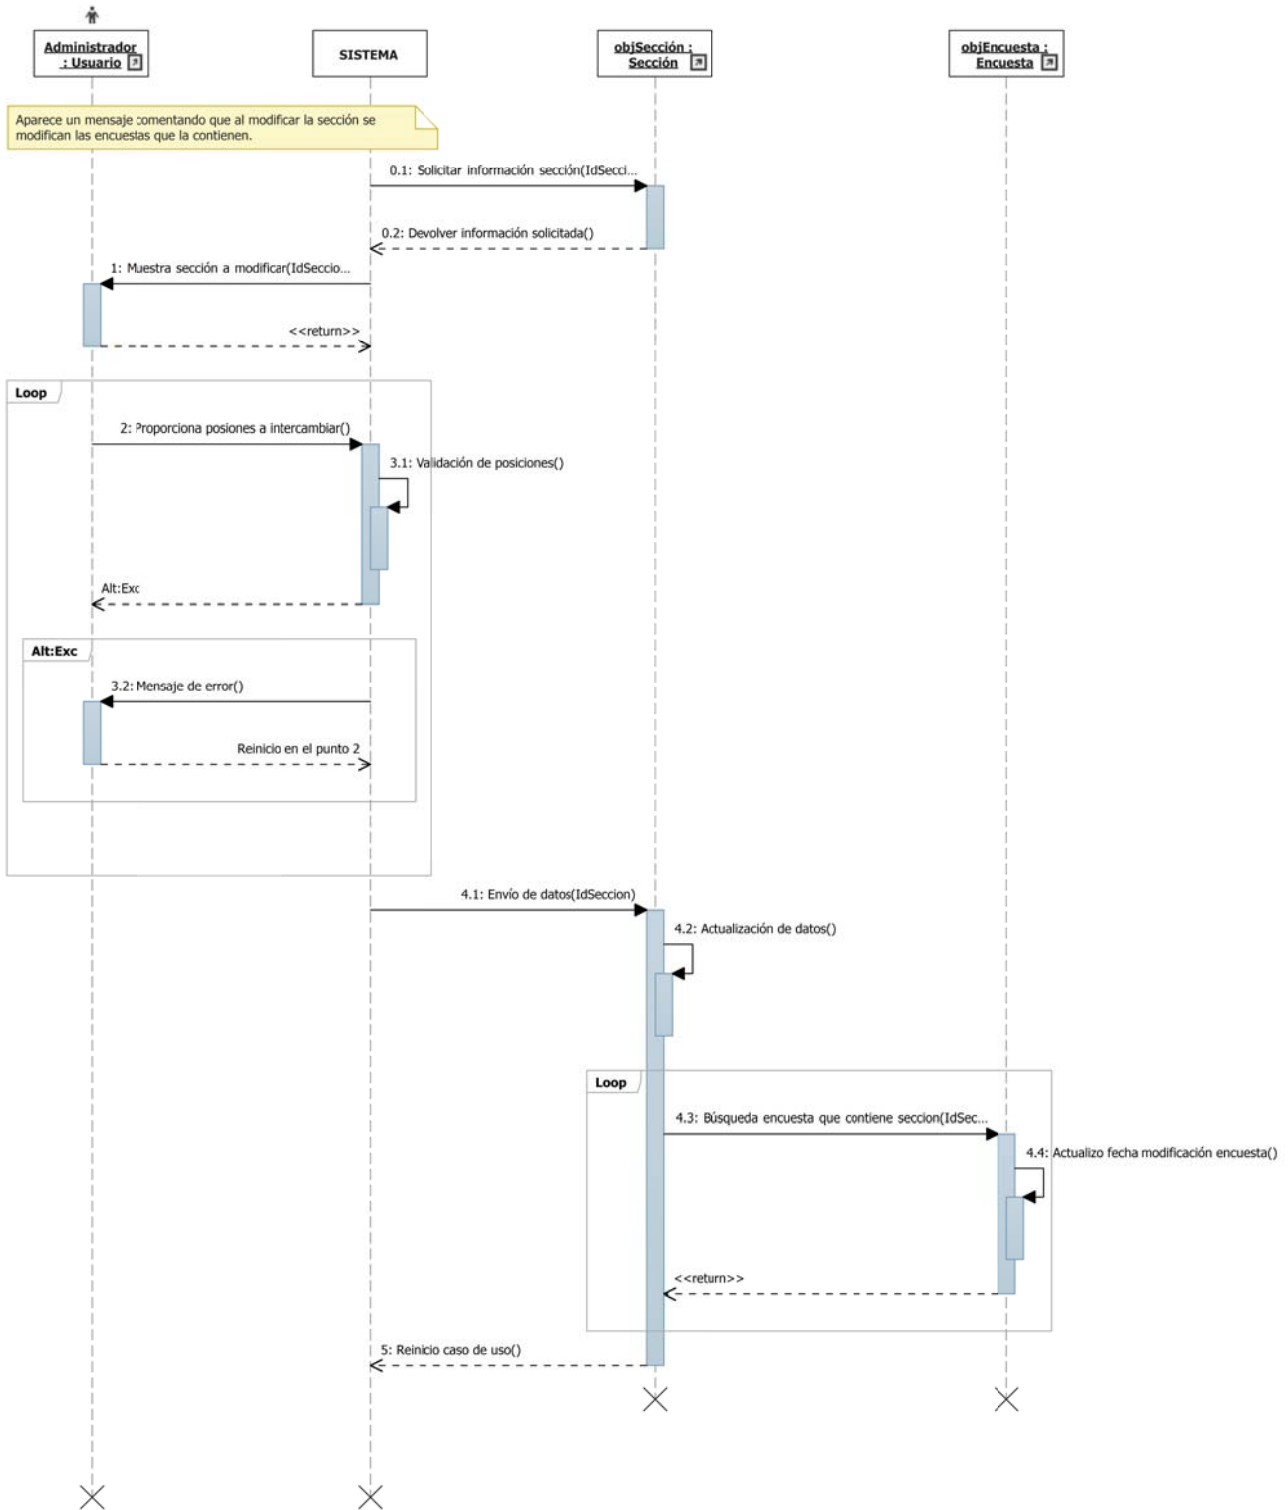 Administrador
: Usuario
SISTEMA
objSección :
Sección
objEncuesta :
Encuesta
Aparece un mensaje comentando que al modificar la sección se
modifican las encuestas que la contienen.
0.1: Solicitar información sección(IdSecci...
0.2: Devolver información solicitada()
1: Muestra sección a modificar(IdSeccio...
<<return>>
Loop
2: Proporciona posiones a intercambiar()
3.1: Validación de posiciones()
Alt:Exc
Alt:Exc
3.2: Mensaje de error()
Reinicio en el punto 2
4.1: Envío de datos(IdSeccion)
4.2: Actualización de datos()
Loop
4.3: Búsqueda encuesta que contiene seccion(IdSec...
4.4: Actualizo fecha modificación encuesta()
<<return>>
5: Reinicio caso de uso()